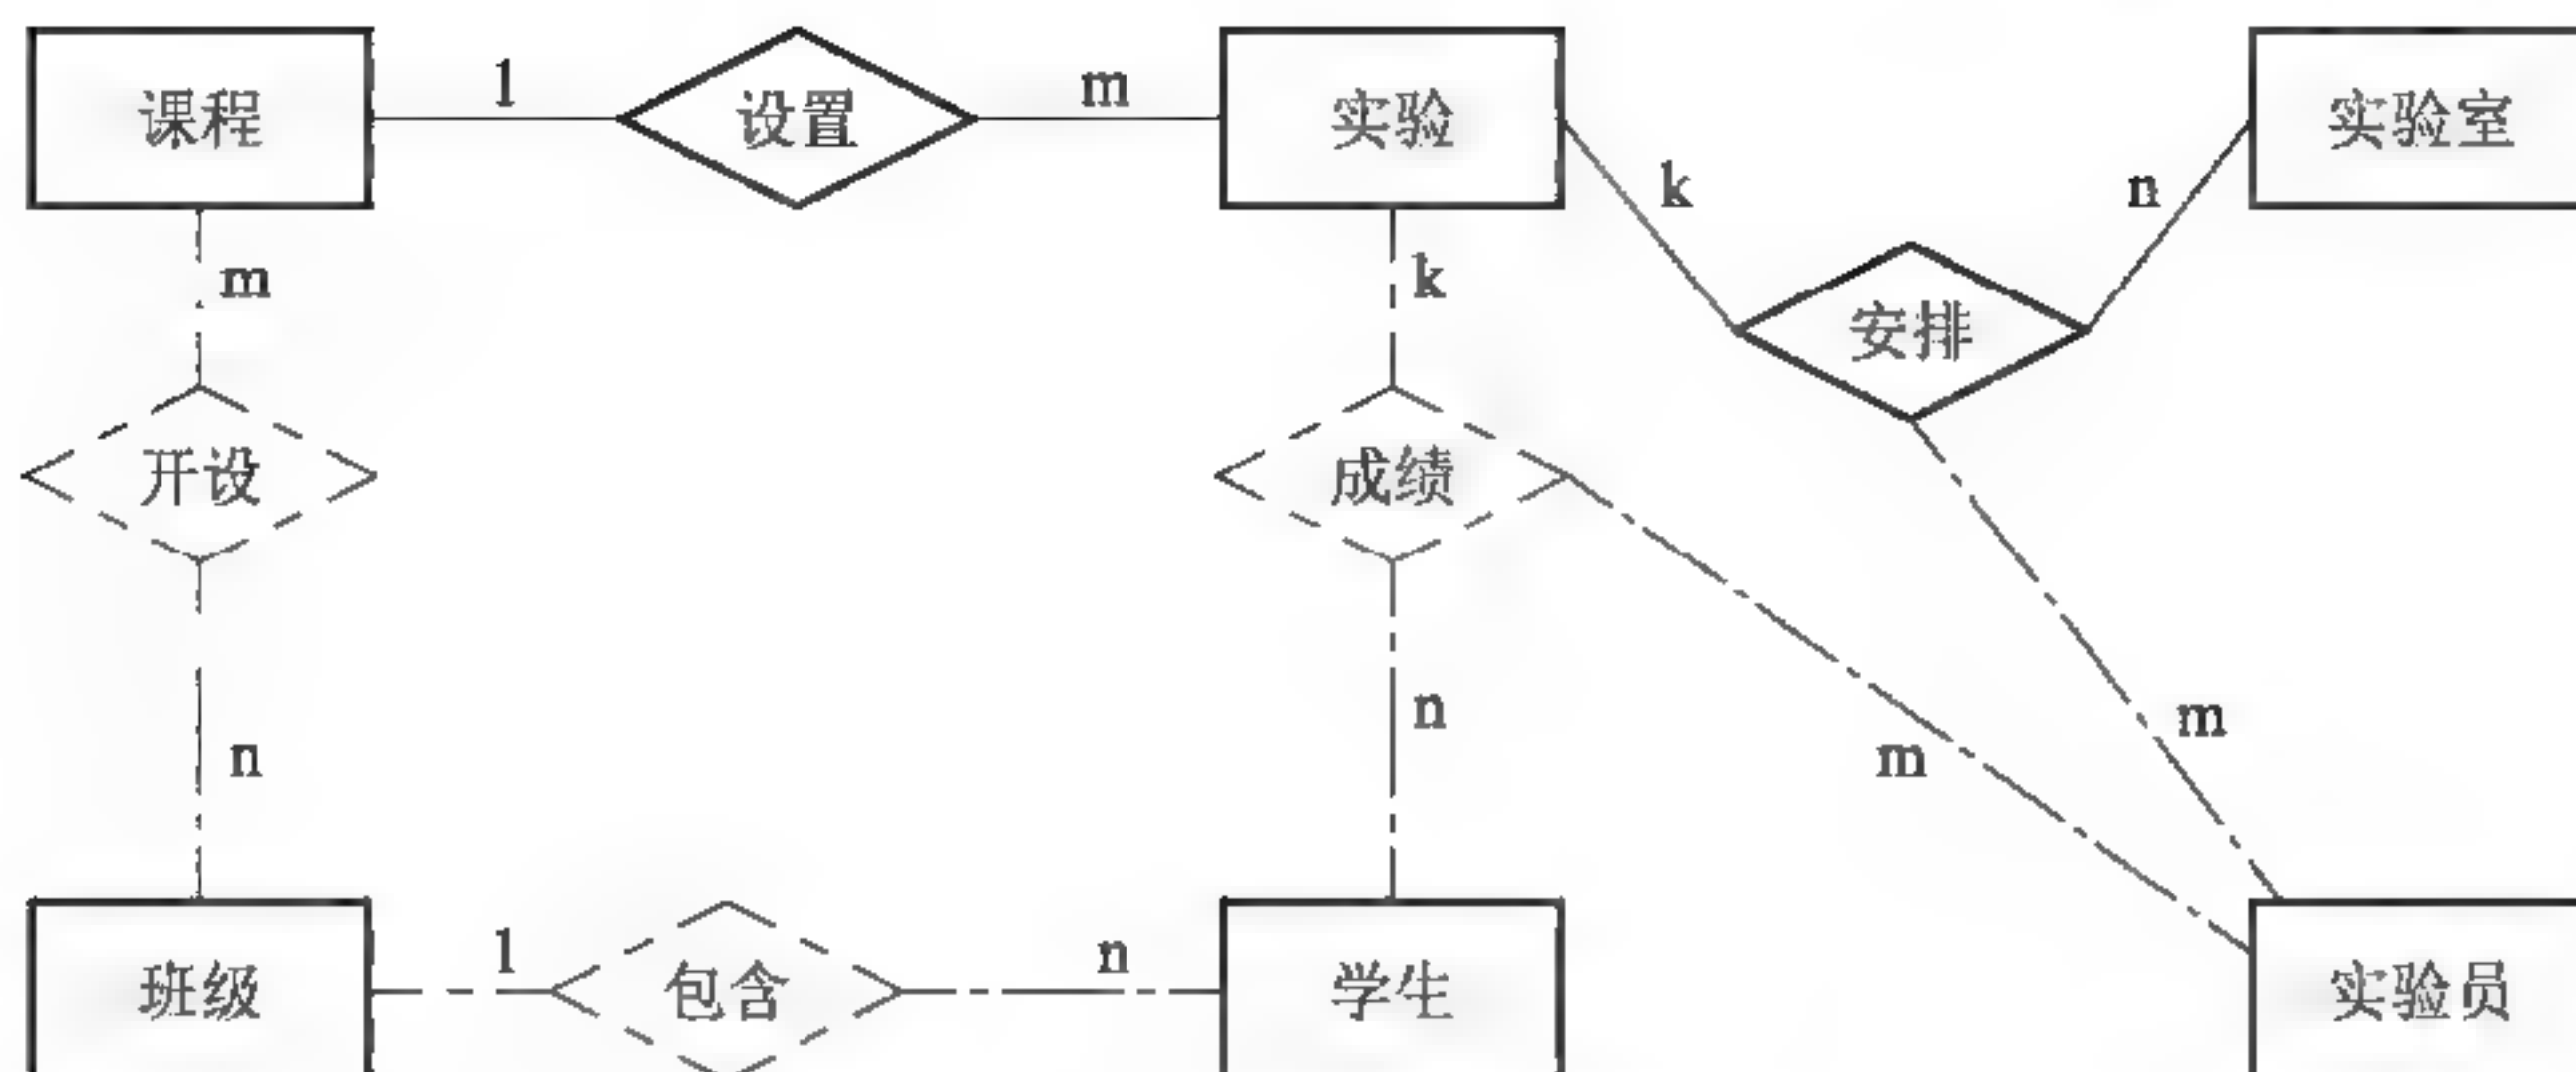 课程 1 设置 m 实验 实验室
k n
m k
安排
开设 成绩
n m
n m
班级 1 包含 n 学生 实验员